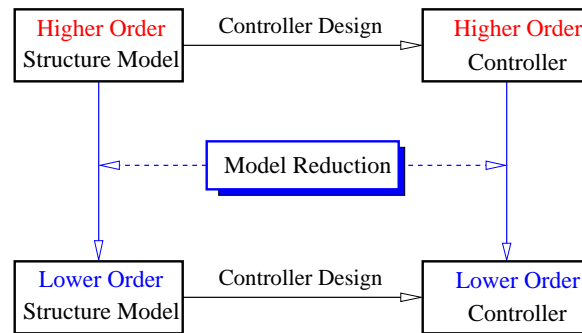 Higher Order
Structure Model
Controller Design
Higher Order
Controller
Model Reduction
Lower Order
Structure Model
Controller Design
Lower Order
Controller